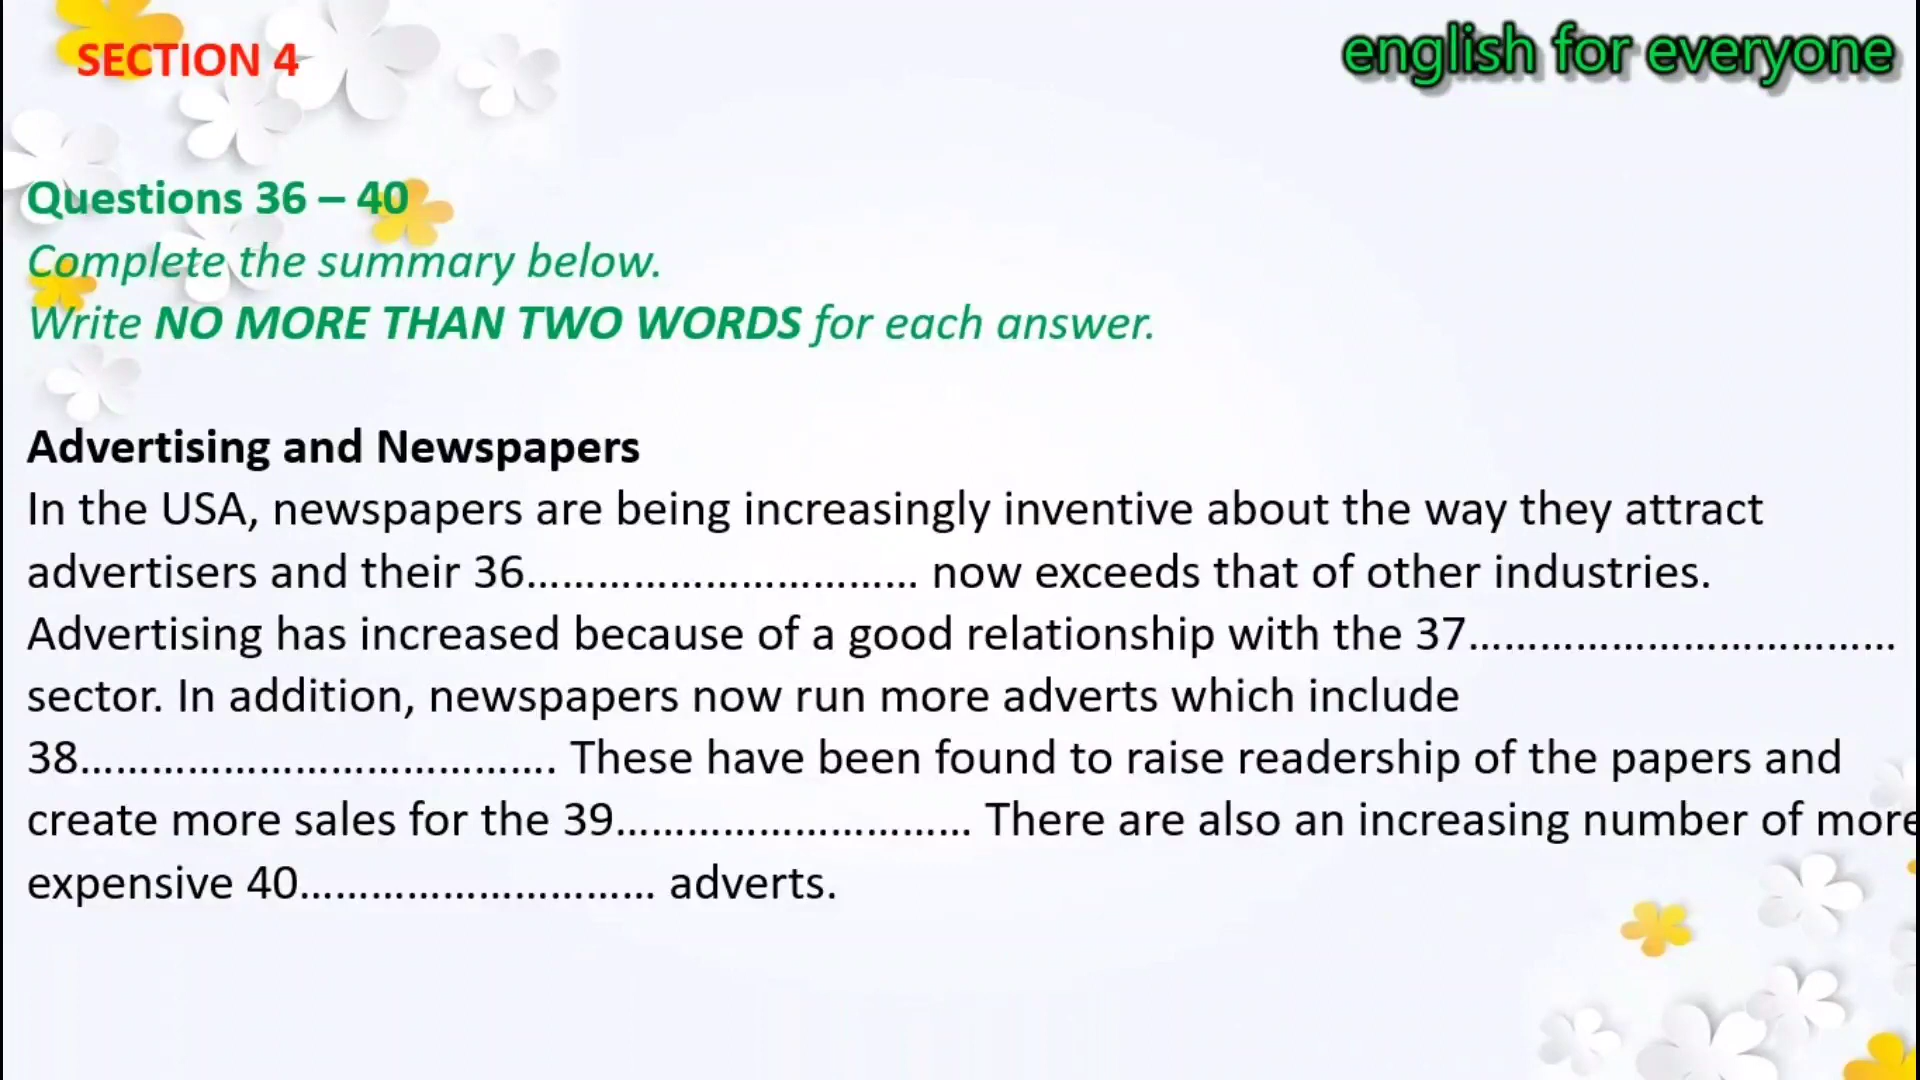 SECTION 4
english for everyone
Questions 36 – 40
Complete the summary below.
Write NO MORE THAN TWO WORDS for each answer.
Advertising and Newspapers
In the USA, newspapers are being increasingly inventive about the way they attract
advertisers and their 36................................. now exceeds that of other industries.
Advertising has increased because of a good relationship with the 37....................................
sector. In addition, newspapers now run more adverts which include
38........................................ These have been found to raise readership of the papers and
create more sales for the 39.............................. There are also an increasing number of more
expensive 40.............................. adverts.